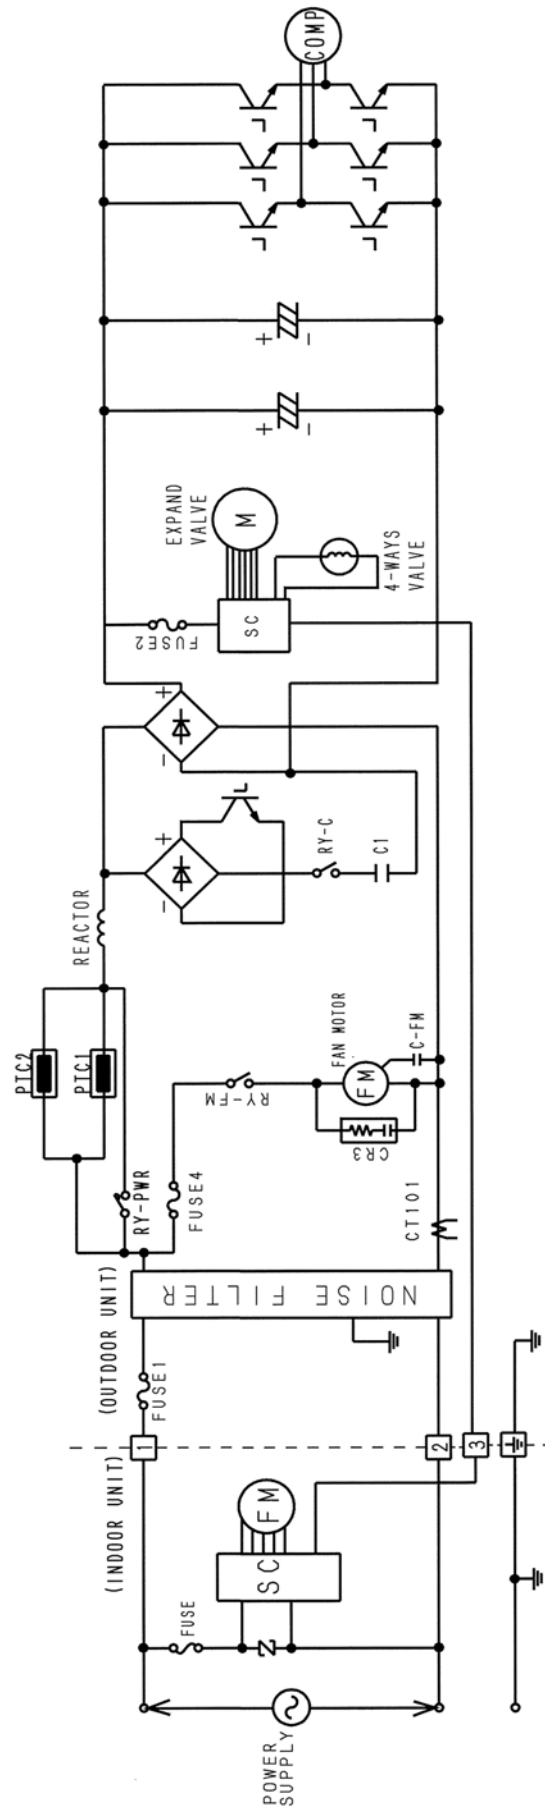 COMP
L
L
L
L
L
L
+
−
+
−
EXPAND
VALVE
M
4-WAYS
VALVE
SC
FUSE2
+
−
L
+
−
RY-C
C1
REACTOR
PTC2
PTC1
FAN MOTOR
C-FM
FM
RY-FM
CR3
RY-PWR
FUSE4
CT101
NOISE FILTER
(OUTDOOR UNIT)
FUSE1
1
2
3
(INDOOR UNIT)
FM
SC
FUSE
Z
POWER
SUPPLY